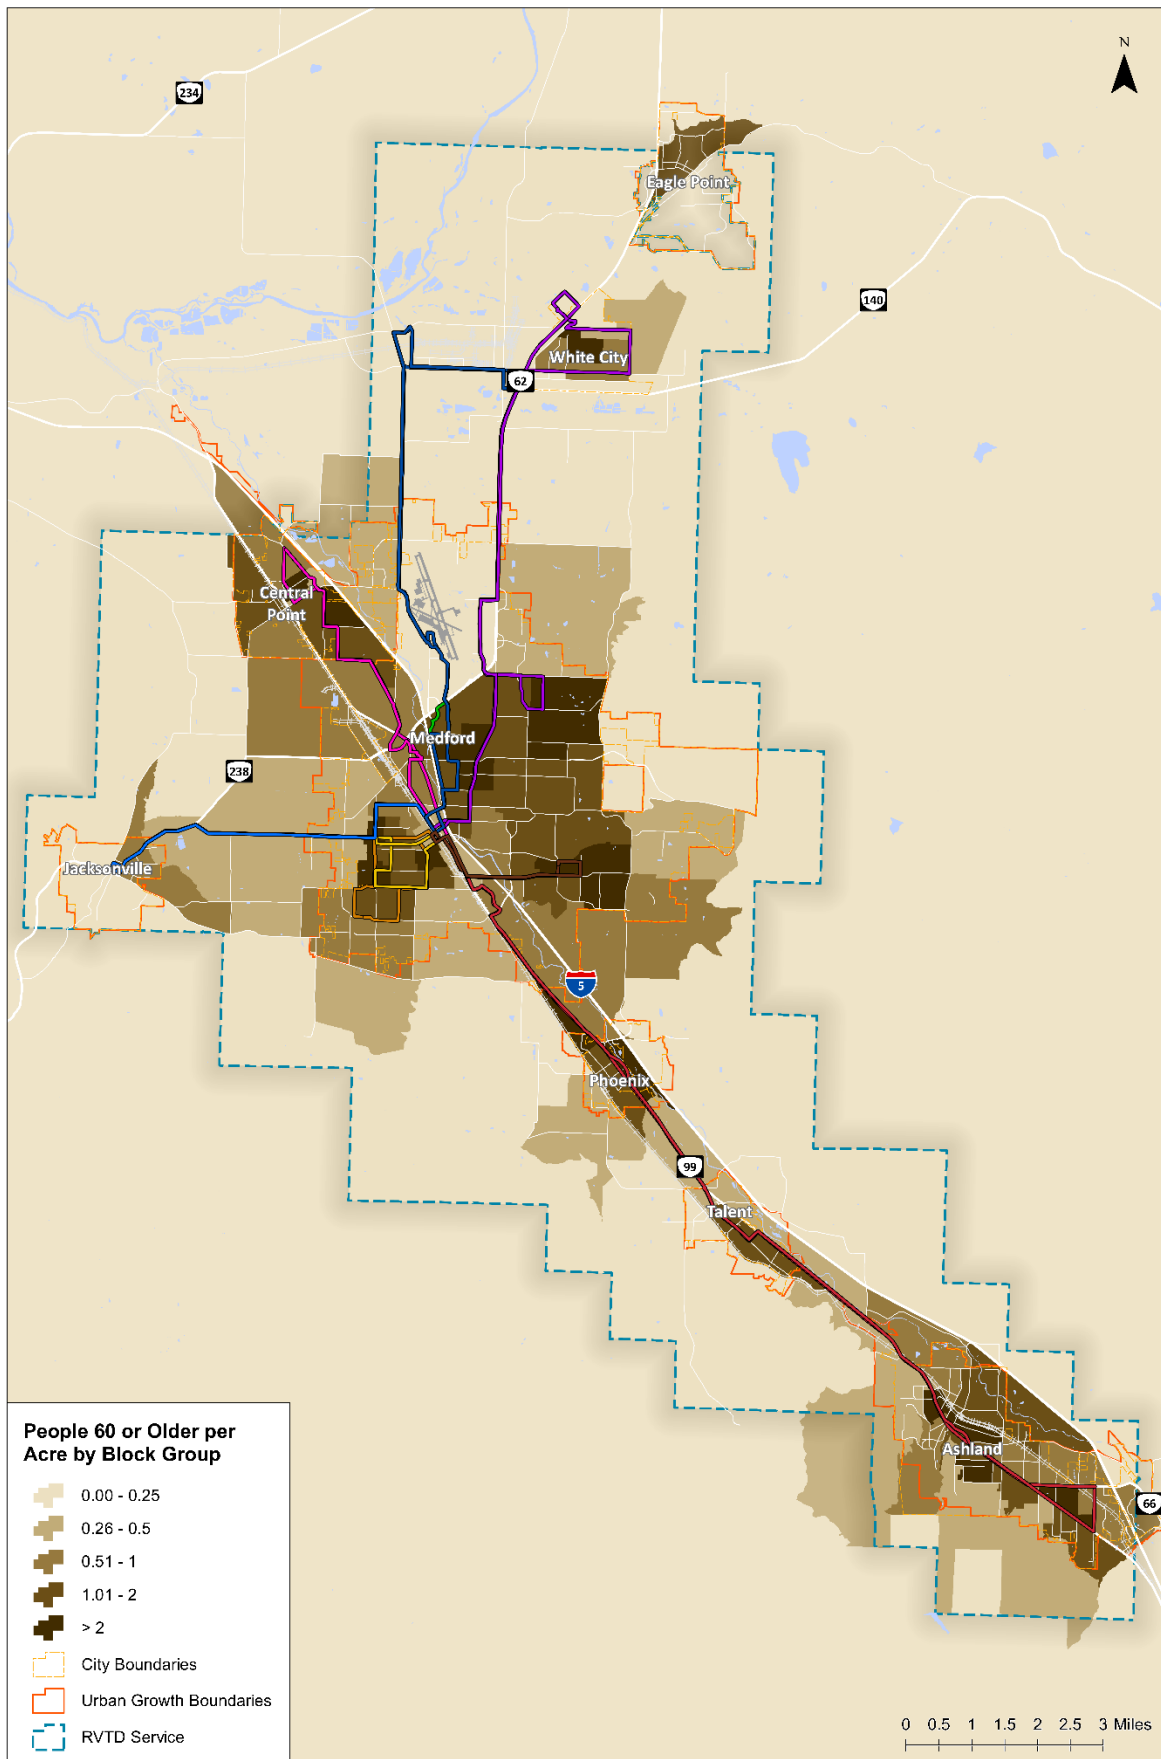 N
234
Eagle Point
140
White City
62
Central
Point
Medford
238
Jacksonville
5
Phoenix
99
Talent
Ashland
66
People 60 or Older per
Acre by Block Group
0.00 - 0.25
0.26 - 0.5
0.51 - 1
1.01 - 2
> 2
City Boundaries
Urban Growth Boundaries
RVTD Service
0 0.5 1 1.5 2 2.5 3 Miles